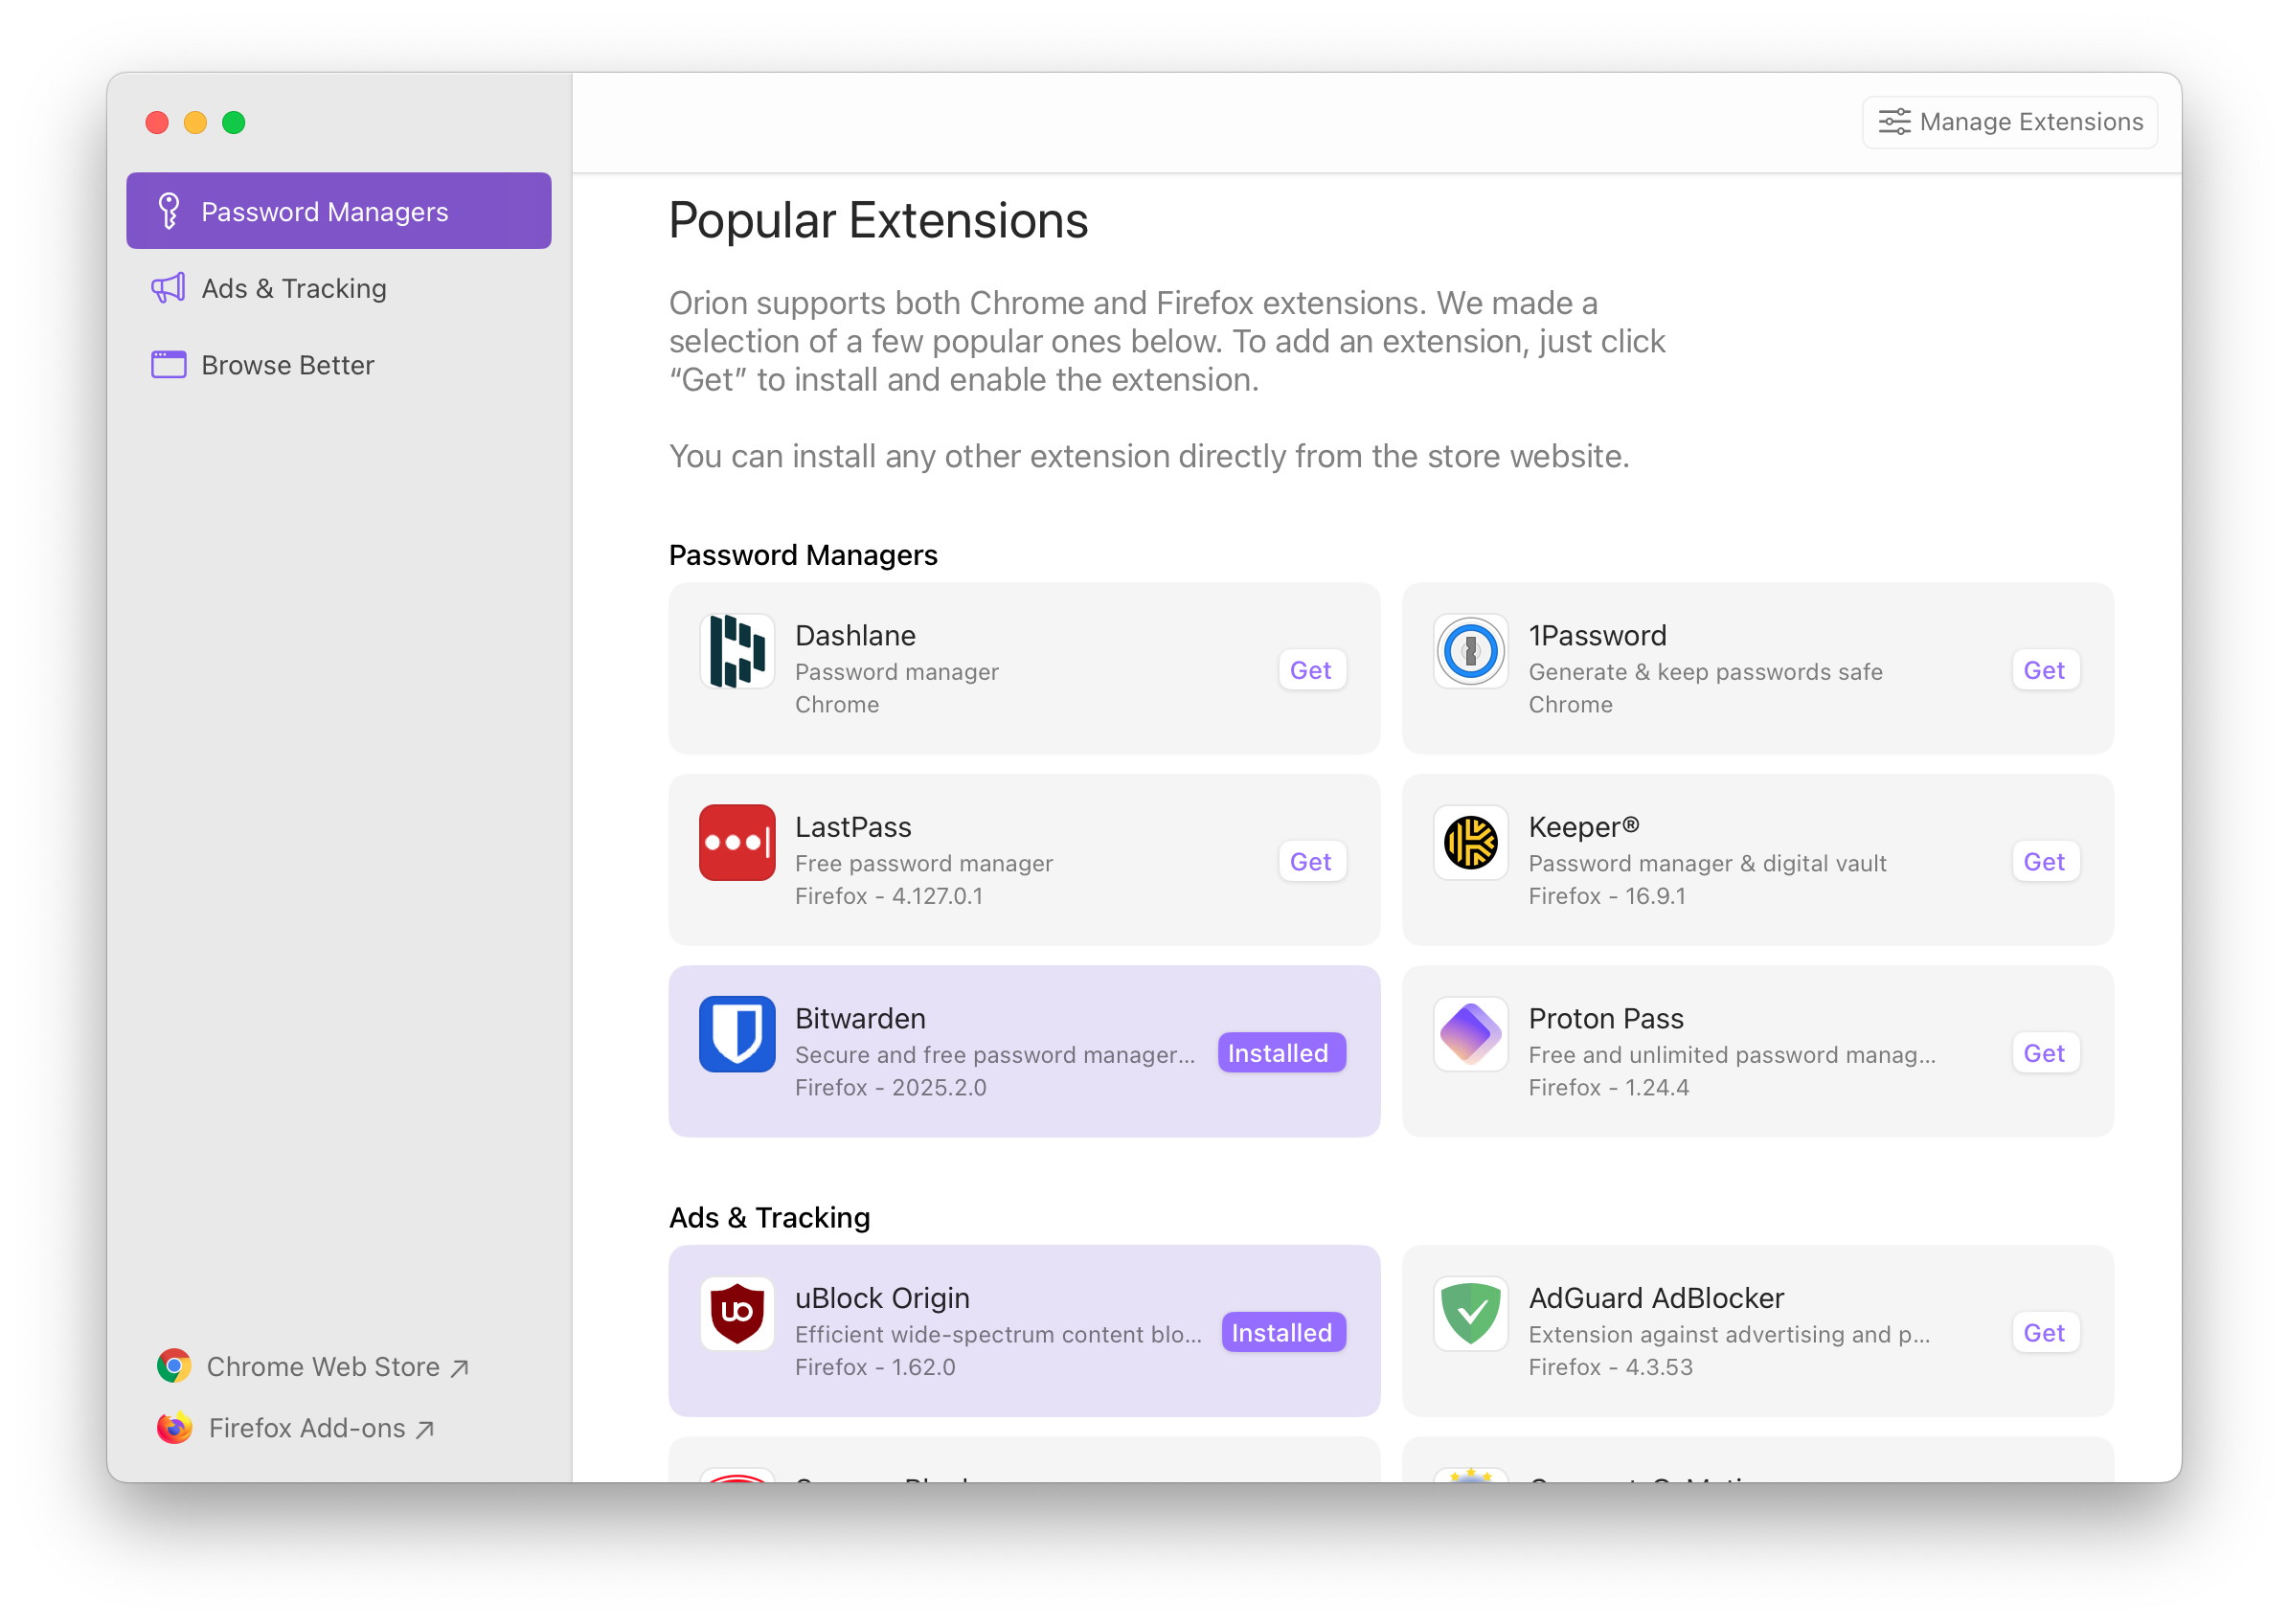 Manage Extensions
Password Managers
Ads & Tracking
Browse Better
Chrome Web Store
Firefox Add-ons
Popular Extensions
Orion supports both Chrome and Firefox extensions. We made a
selection of a few popular ones below. To add an extension, just click
“Get” to install and enable the extension.
You can install any other extension directly from the store website.
Password Managers
Dashlane
Password manager
Chrome
Get
1Password
Generate & keep passwords safe
Chrome
Get
LastPass
Free password manager
Firefox - 4.127.0.1
Get
Keeper®
Password manager & digital vault
Firefox - 16.9.1
Get
Bitwarden
Secure and free password manager...
Firefox - 2025.2.0
Installed
Proton Pass
Free and unlimited password manag...
Firefox - 1.24.4
Get
Ads & Tracking
uBlock Origin
Efficient wide-spectrum content blo...
Firefox - 1.62.0
Installed
AdGuard AdBlocker
Extension against advertising and p...
Firefox - 4.3.53
Get